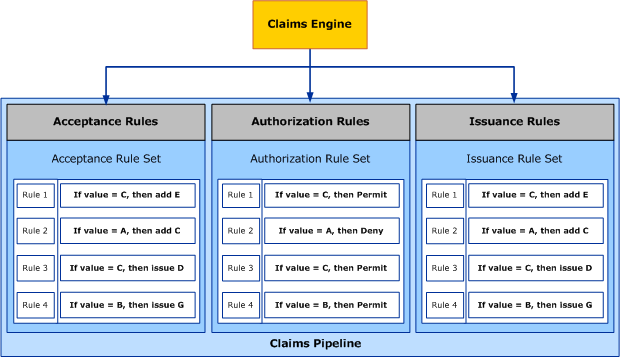 Claims Engine
Acceptance Rules
Acceptance Rule Set
Rule 1 If value = C, then add E
Rule 2 If value = A, then add C
Rule 3 If value = C, then issue D
Rule 4 If value = B, then issue G
Authorization Rules
Authorization Rule Set
Rule 1 If value = C, then Permit
Rule 2 If value = A, then Deny
Rule 3 If value = C, then Permit
Rule 4 If value = B, then Permit
Issuance Rules
Issuance Rule Set
Rule 1 If value = C, then add E
Rule 2 If value = A, then add C
Rule 3 If value = C, then issue D
Rule 4 If value = B, then issue G
Claims Pipeline